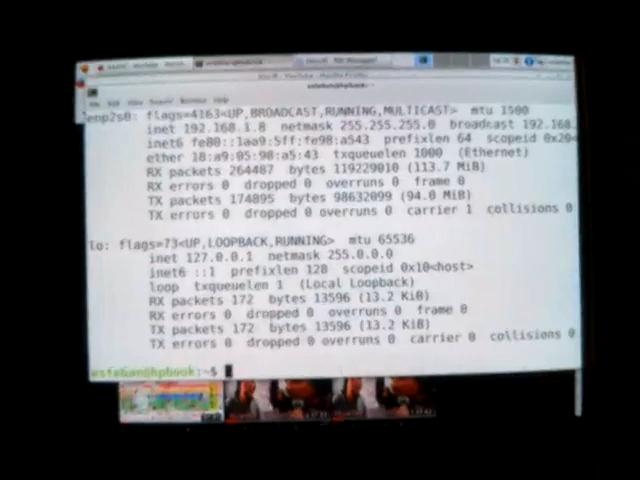 enp2s0: flags=4163<UP,BROADCAST,RUNNING,MULTICAST> mtu 1500
inet 192.168.1.8 netmask 255.255.255.0 broadcast 192.168.
inet6 fe80::1aa9:5ff:fe98:a543 prefixlen 64 scopeid 0x20<
ether 18:a9:05:98:a5:43 txqueuelen 1000 (Ethernet)
RX packets 264487 bytes 119229010 (113.7 MiB)
RX errors 0 dropped 0 overruns 0 frame 0
TX packets 174895 bytes 98632099 (94.0 MiB)
TX errors 0 dropped 0 overruns 0 carrier 1 collisions 0
lo: flags=73<UP,LOOPBACK,RUNNING> mtu 65536
inet 127.0.0.1 netmask 255.0.0.0
inet6 ::1 prefixlen 128 scopeid 0x10<host>
loop txqueuelen 1 (Local Loopback)
RX packets 172 bytes 13596 (13.2 KiB)
RX errors 0 dropped 0 overruns 0 frame 0
TX packets 172 bytes 13596 (13.2 KiB)
TX errors 0 dropped 0 overruns 0 carrier 0 collisions 0
esteban@hpbook:~$